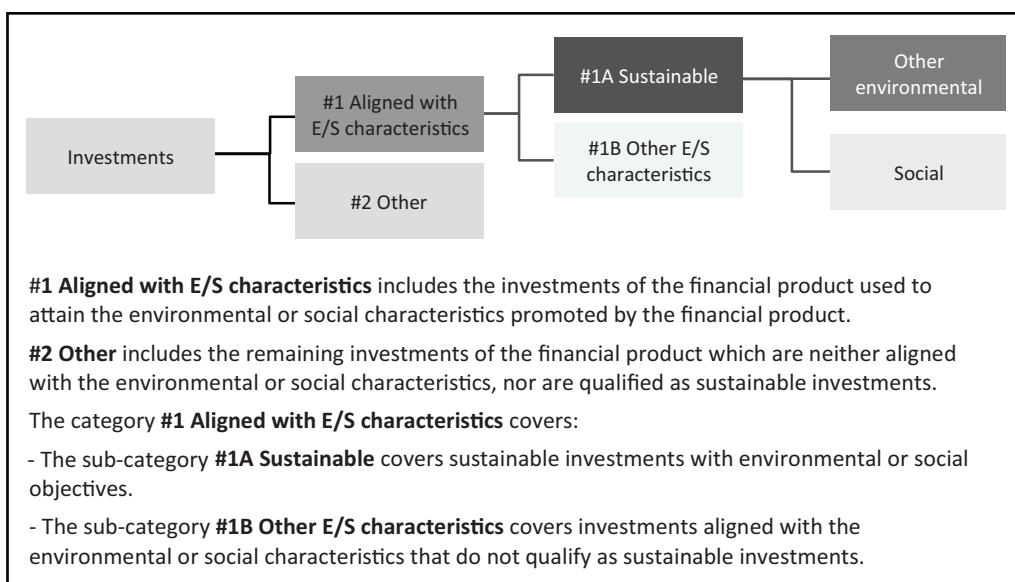 Investments
#1 Aligned with
E/S characteristics
#2 Other
#1A Sustainable
#1B Other E/S
characteristics
Other
environmental
Social
#1 Aligned with E/S characteristics includes the investments of the financial product used to
attain the environmental or social characteristics promoted by the financial product.
#2 Other includes the remaining investments of the financial product which are neither aligned
with the environmental or social characteristics, nor are qualified as sustainable investments.
The category #1 Aligned with E/S characteristics covers:
- The sub-category #1A Sustainable covers sustainable investments with environmental or social
objectives.
- The sub-category #1B Other E/S characteristics covers investments aligned with the
environmental or social characteristics that do not qualify as sustainable investments.